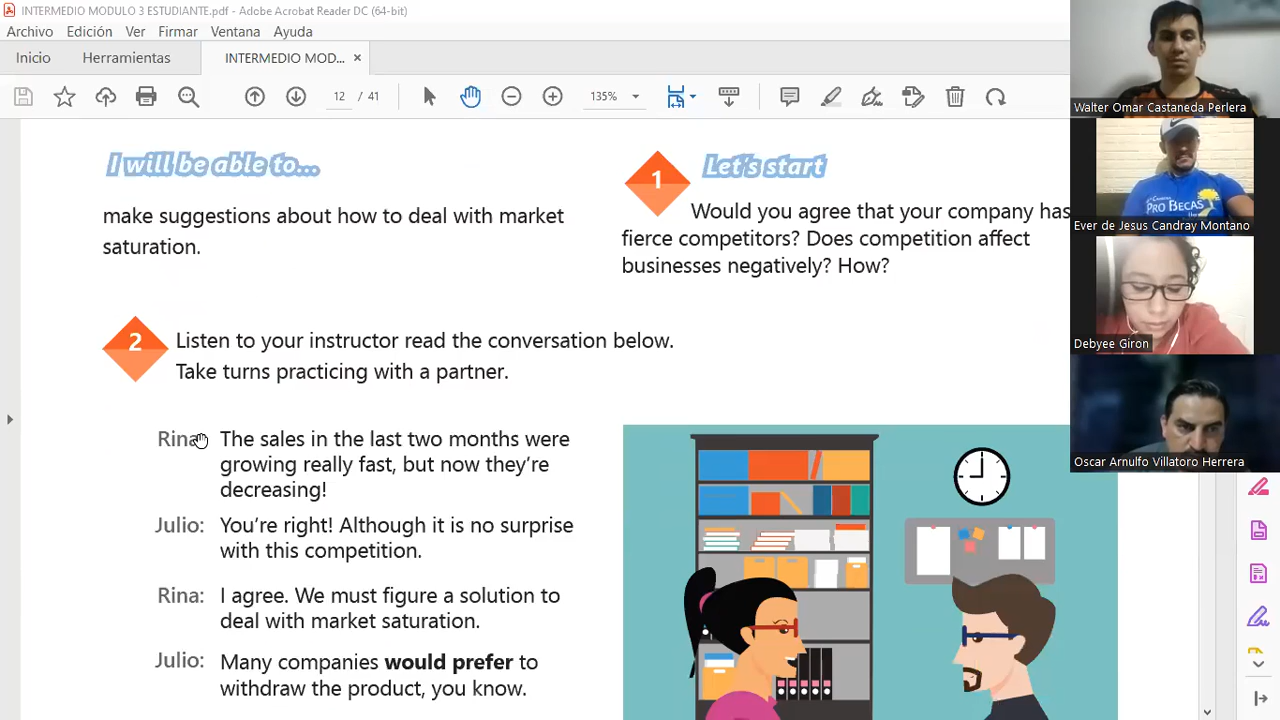 INTERMEDIO MODULO 3 ESTUDIANTE.pdf - Adobe Acrobat Reader DC (64-bit)
Archivo Edición Ver Firmar Ventana Ayuda
Inicio Herramientas INTERMEDIO MOD... ×
12 / 41 135%
I will be able to...
make suggestions about how to deal with market
saturation.
1 Let's start
Would you agree that your company has
fierce competitors? Does competition affect
businesses negatively? How?
2 Listen to your instructor read the conversation below.
Take turns practicing with a partner.
Rina: The sales in the last two months were
growing really fast, but now they're
decreasing!
Julio: You're right! Although it is no surprise
with this competition.
Rina: I agree. We must figure a solution to
deal with market saturation.
Julio: Many companies would prefer to
withdraw the product, you know.
Walter Omar Castaneda Perlera
PRO BECAS
Ever de Jesus Candray Montano
Debyee Giron
Oscar Arnulfo Villatoro Herrera